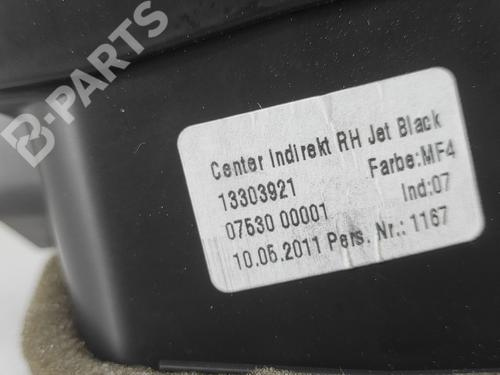 B-PARTS
Center Indirekt RH Jet Black
13303921 Farbe:MF4
07530 00001 Ind:07
10.05.2011 Pers. Nr.: 1167